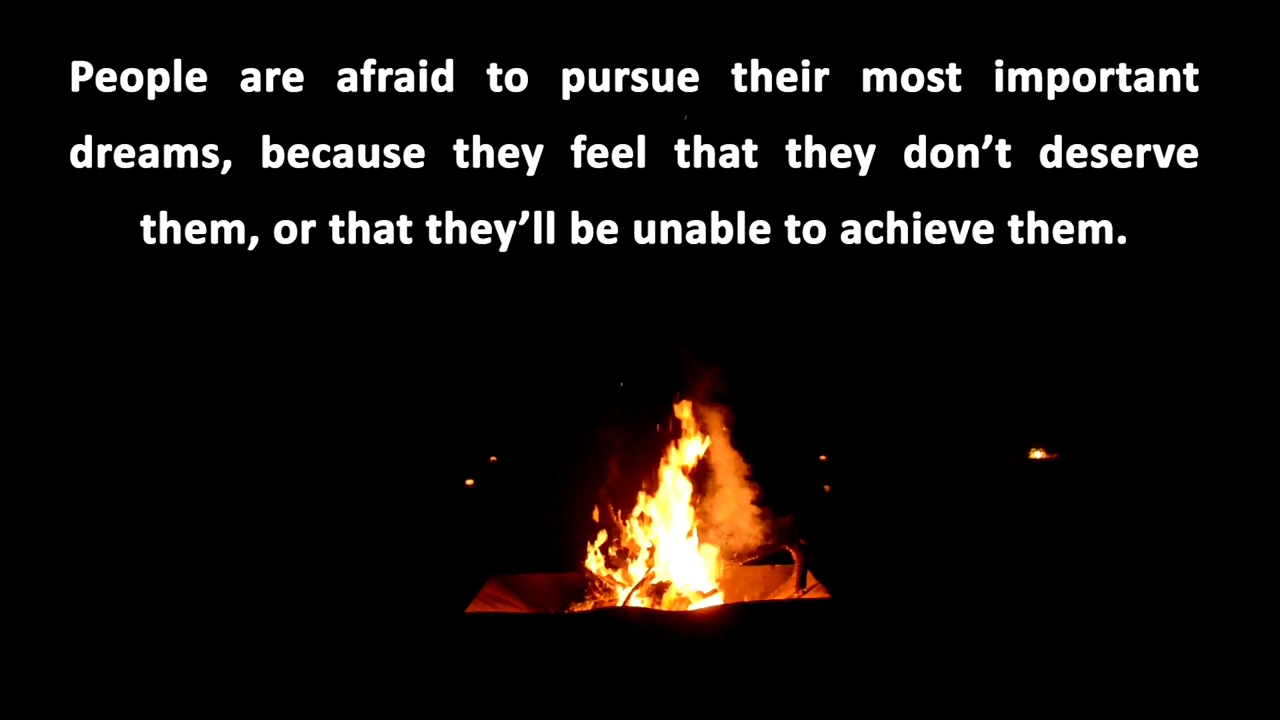 People are afraid to pursue their most important
dreams, because they feel that they don’t deserve
them, or that they’ll be unable to achieve them.